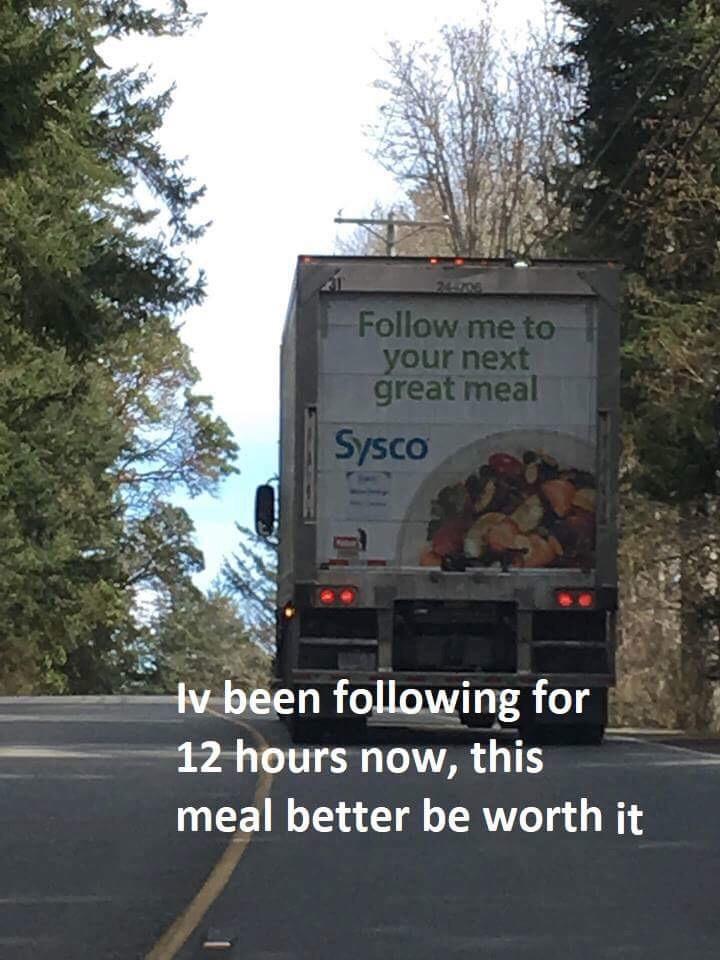 31
Follow me to
your next
great meal
Sysco
Iv been following for
12 hours now, this
meal better be worth it